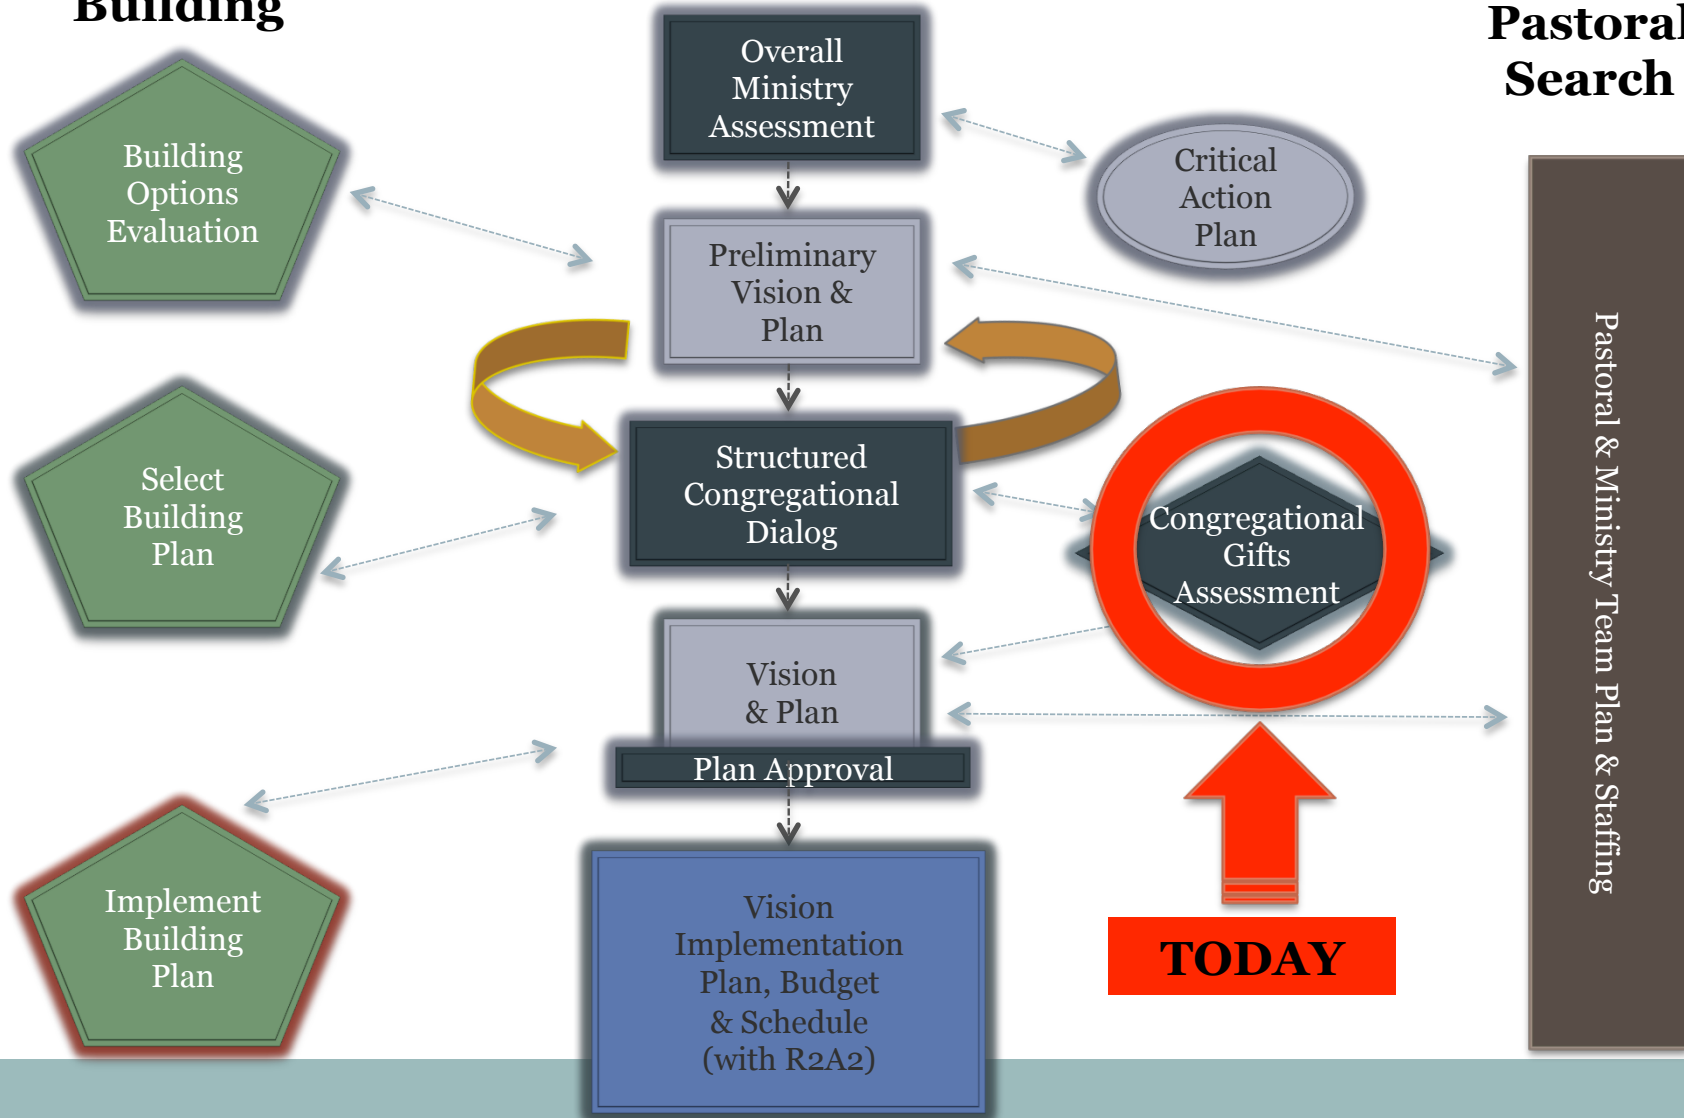 Building
Pastoral
Search
Overall
Ministry
Assessment
Building
Options
Evaluation
Critical
Action
Plan
Preliminary
Vision &
Plan
Select
Building
Plan
Structured
Congregational
Dialog
Congregational
Gifts
Assessment
Pastoral & Ministry Team Plan & Staffing
Vision
& Plan
Plan Approval
Implement
Building
Plan
Vision
Implementation
Plan, Budget
& Schedule
(with R2A2)
TODAY